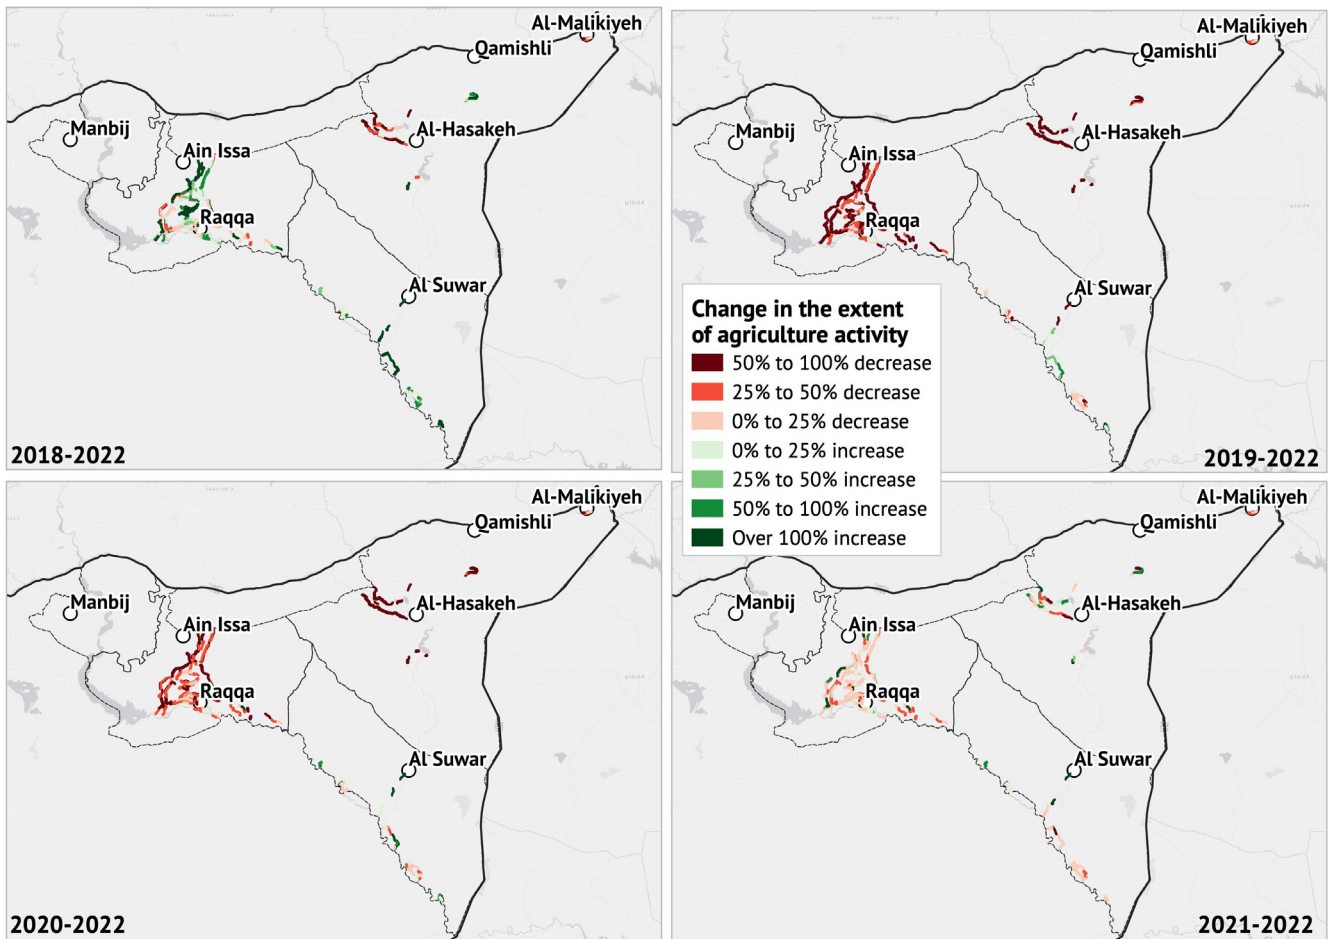 Al-Malikiyeh
Qamishli
Manbij
Al-Hasakeh
Ain Issa
Raqqa
Al Suwar
2018-2022
Al-Malikiyeh
Qamishli
Manbij
Al-Hasakeh
Ain Issa
Raqqa
Al Suwar
2019-2022
Change in the extent
of agriculture activity
50% to 100% decrease
25% to 50% decrease
0% to 25% decrease
0% to 25% increase
25% to 50% increase
50% to 100% increase
Over 100% increase
Al-Malikiyeh
Qamishli
Manbij
Al-Hasakeh
Ain Issa
Raqqa
Al Suwar
2020-2022
Al-Malikiyeh
Qamishli
Manbij
Al-Hasakeh
Ain Issa
Raqqa
Al Suwar
2021-2022